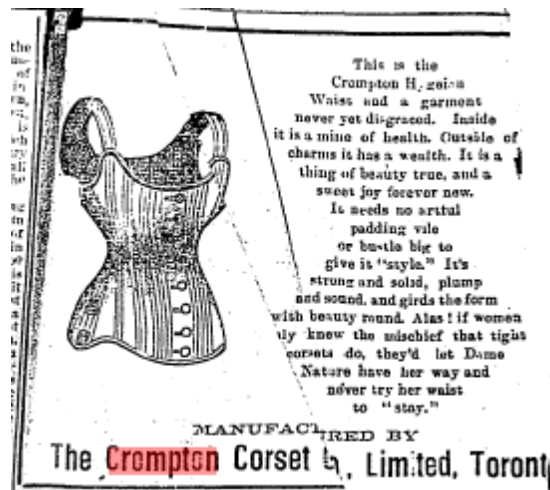 This is the
Crompton Hygeian
Waist and a garment
never yet disgraced. Inside
it is a mine of health. Outside of
charms it has a wealth. It is a
thing of beauty true, and a
sweet joy forever new.
It needs no artful
padding vile
or bustle big to
give it "style." It's
strong and solid, plump
and sound, and girds the form
with beauty round. Alas! if women
only knew the mischief that tight
corsets do, they'd let Dame
Nature have her way and
never try her waist
to "stay."
MANUFACTURED BY
The Crompton Corset Limited, Toront